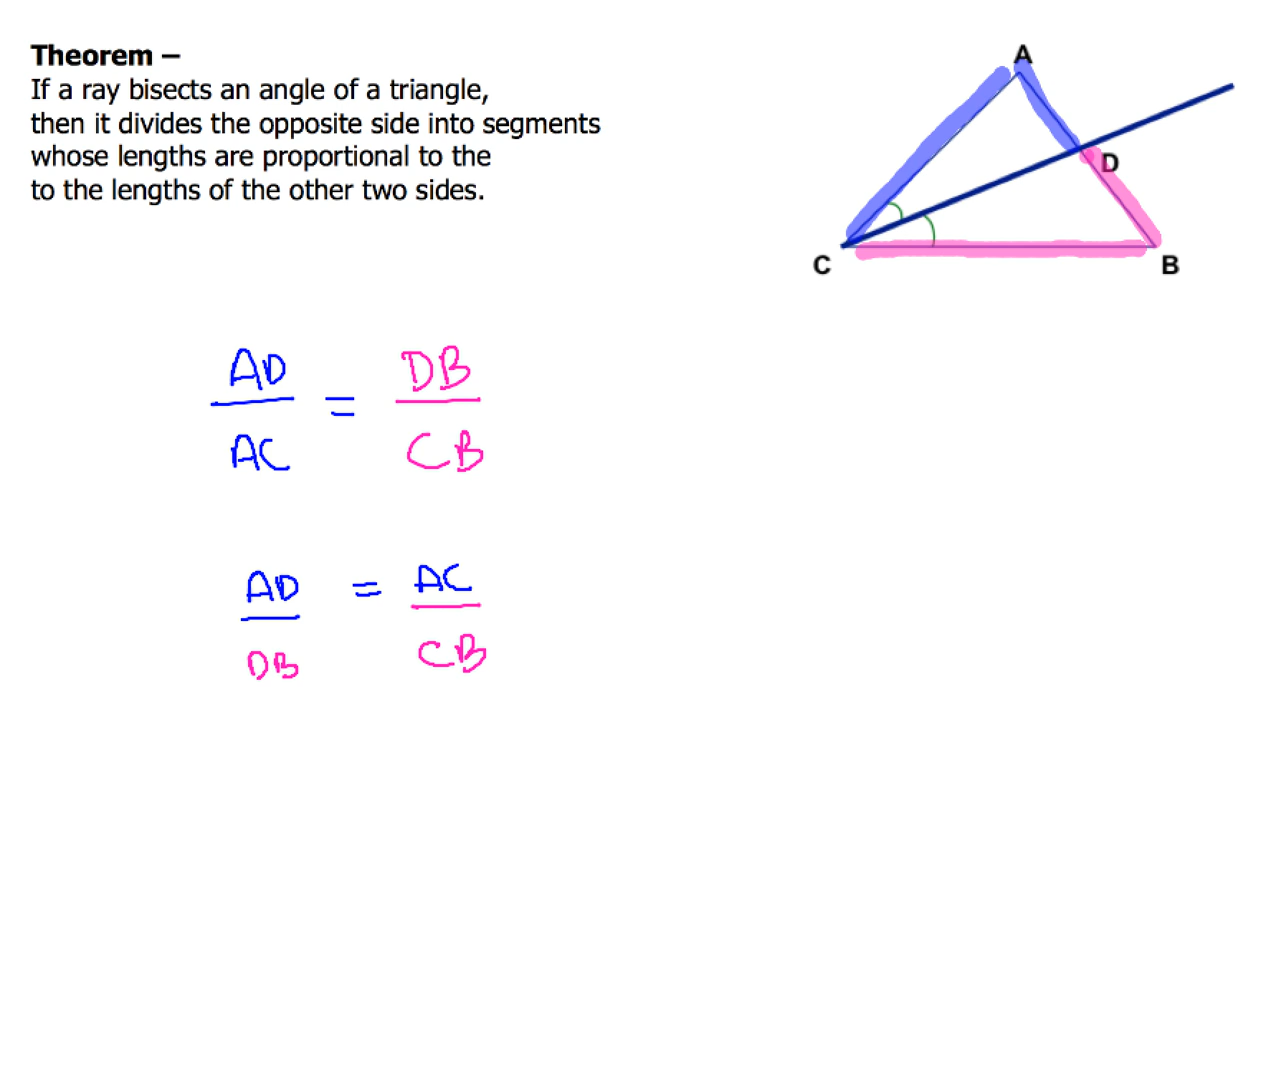 Theorem –
If a ray bisects an angle of a triangle,
then it divides the opposite side into segments
whose lengths are proportional to the
to the lengths of the other two sides.
A
D
C
B
AD = DB
AC CB
AD = AC
DB CB